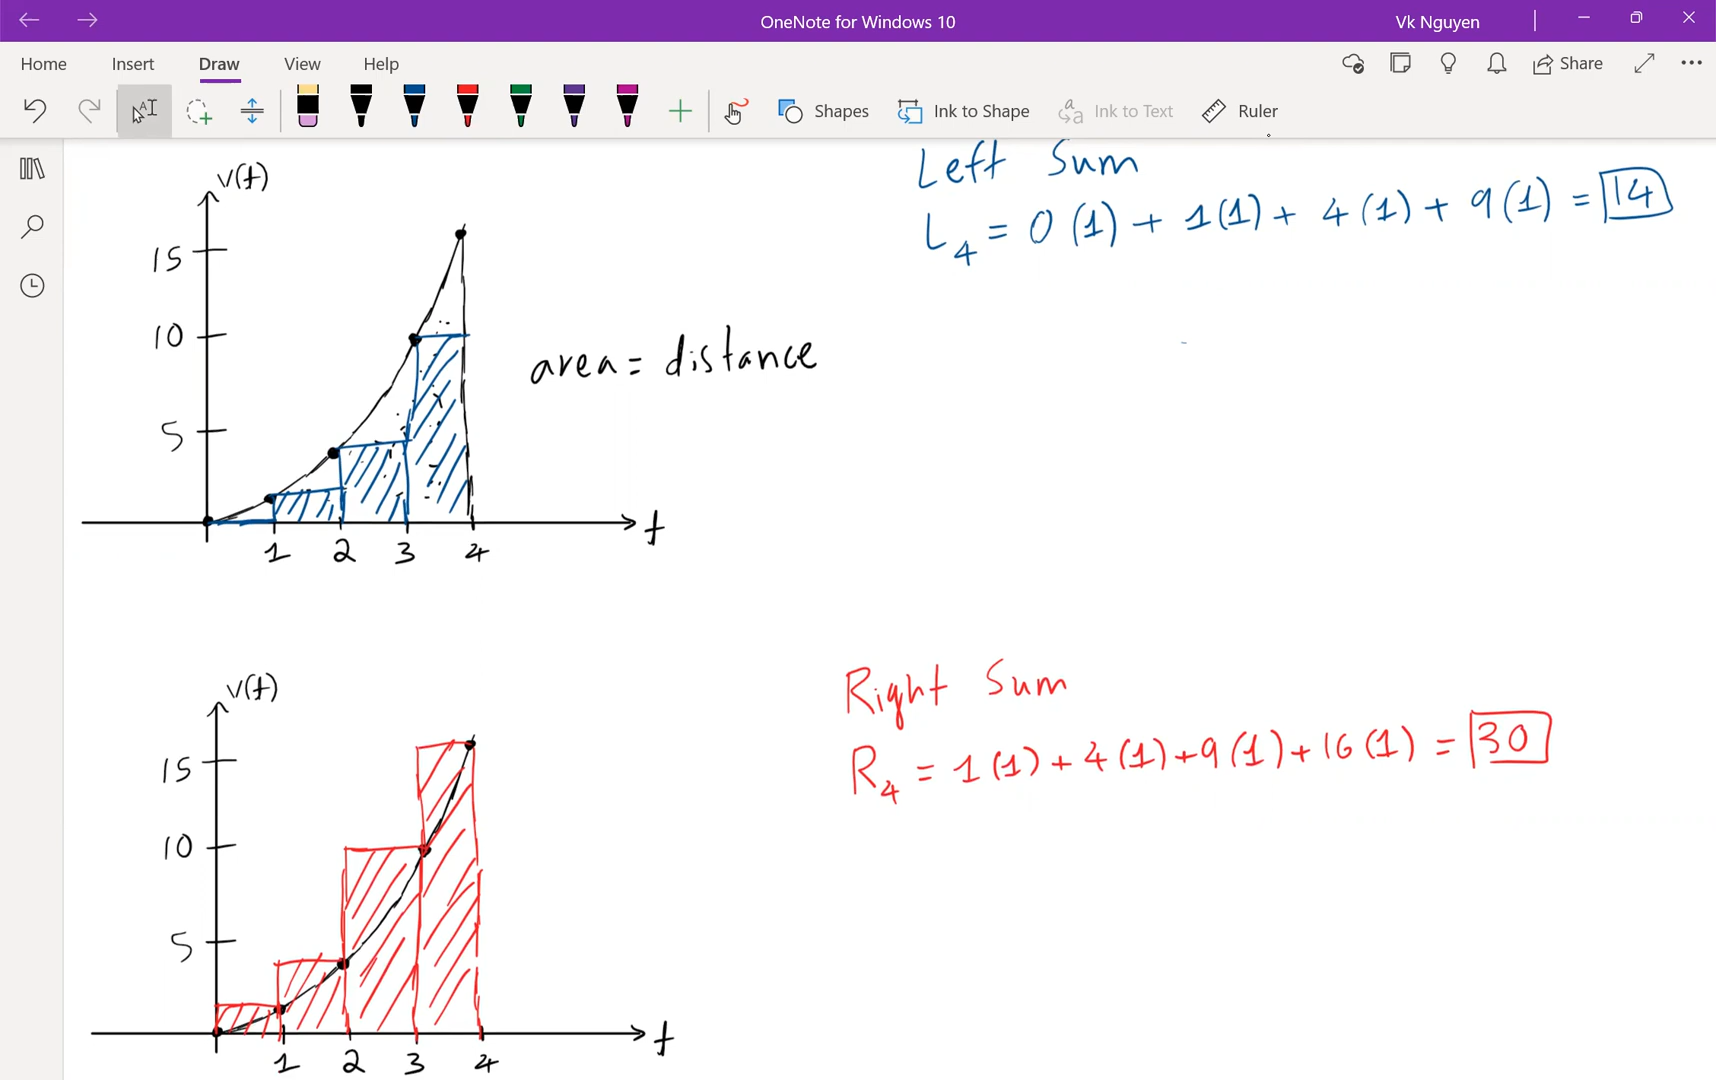 OneNote for Windows 10
Vk Nguyen
Home Insert Draw View Help
Share
Shapes Ink to Shape Ink to Text Ruler
Left Sum
L₄ = 0(1) + 1(1) + 4(1) + 9(1) = 14
v(t)
15
10
5
1 2 3 4
t
area = distance
Right Sum
R₄ = 1(1) + 4(1) + 9(1) + 16(1) = 30
v(t)
15
10
5
1 2 3 4
t